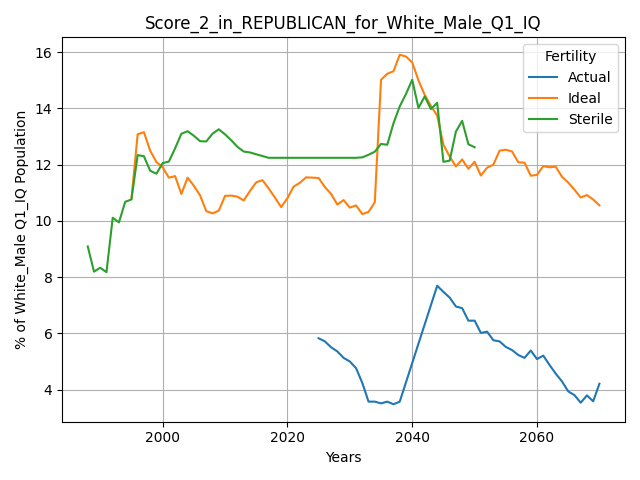 Score_2_in_REPUBLICAN_for_White_Male_Q1_IQ
% of White_Male Q1_IQ Population
16
14
12
10
8
6
4
Fertility
Actual
Ideal
Sterile
2000
2020
2040
2060
Years